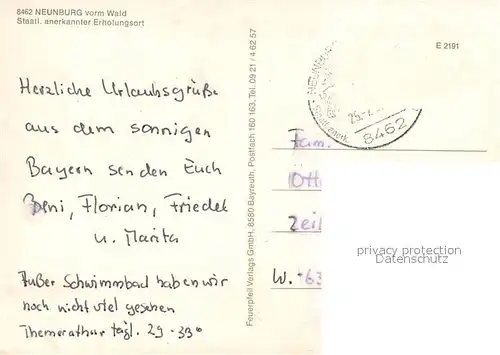 8462 NEUNBURG vorm Wald
Staatl. anerkannter Erholungsort
Herzliche Urlaubsgrüße
aus dem sonnigen
Bayern senden Euch
Beni, Florian, Friedel
u. Marita
Außer Schwimmbad haben wir
noch nicht viel gesehen
Themerathur tägl. 29-33°
Feuerpfeil Verlags GmbH, 8580 Bayreuth, Postfach 160 163, Tel. 09 21 / 4 62 57
E 2191
8462
Fam.
Ott
Zei
W.-63
privacy protection
Datenschutz